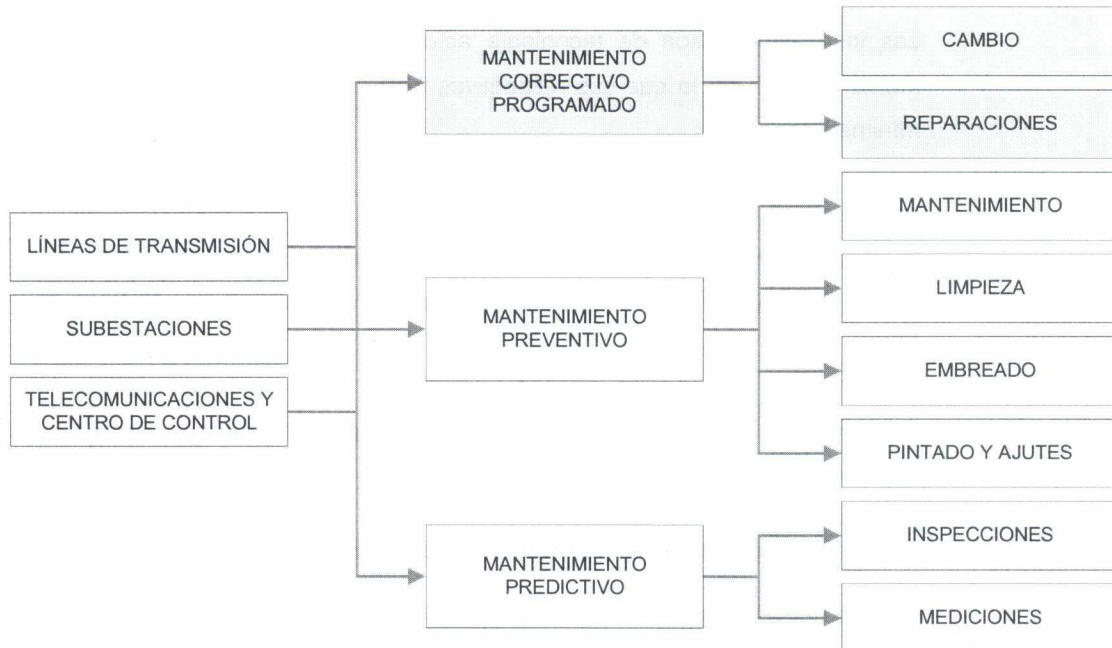 LÍNEAS DE TRANSMISIÓN
SUBESTACIONES
TELECOMUNICACIONES Y
CENTRO DE CONTROL
MANTENIMIENTO
CORRECTIVO
PROGRAMADO
MANTENIMIENTO
PREVENTIVO
MANTENIMIENTO
PREDICTIVO
CAMBIO
REPARACIONES
MANTENIMIENTO
LIMPIEZA
EMBREADO
PINTADO Y AJUTES
INSPECCIONES
MEDICIONES